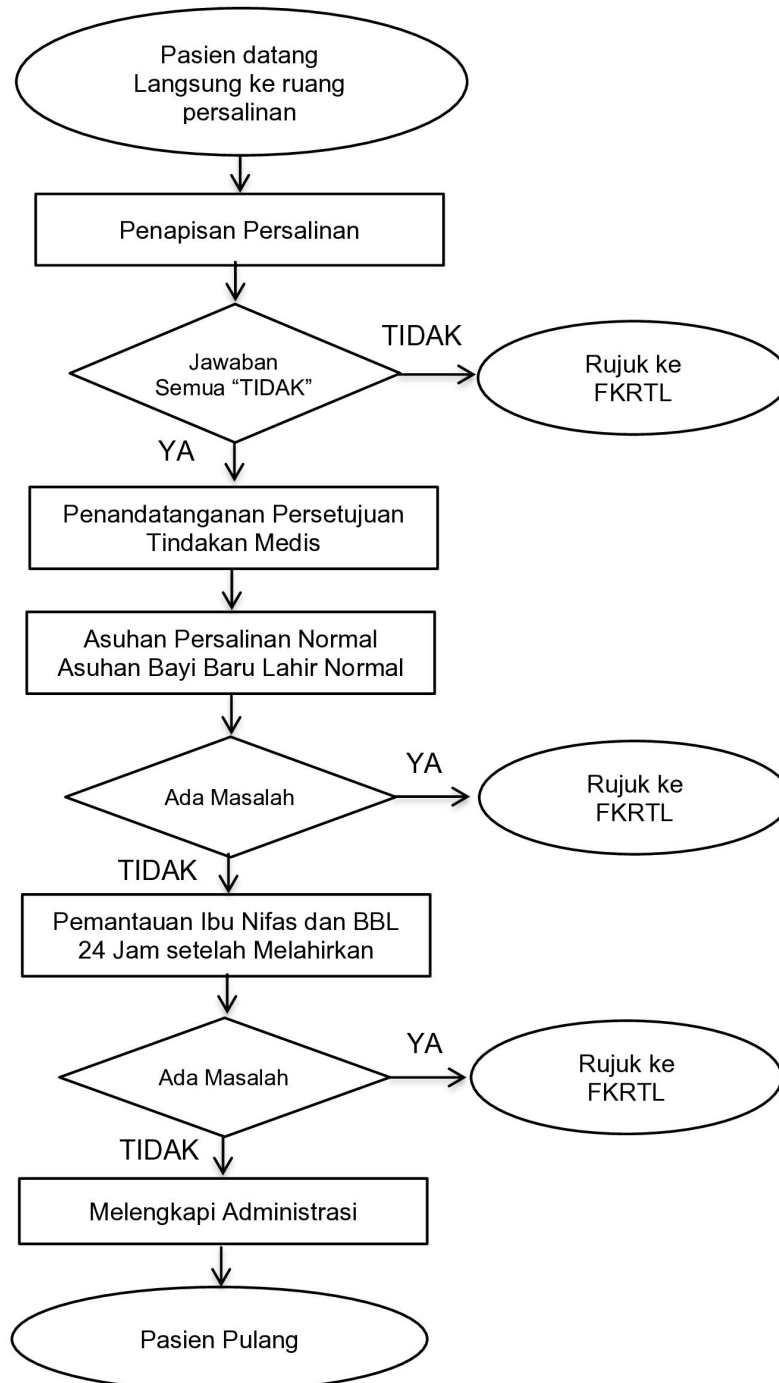 Pasien datang
Langsung ke ruang
persalinan
Penapisan Persalinan
Jawaban
Semua “TIDAK”
TIDAK
Rujuk ke
FKRTL
YA
Penandatanganan Persetujuan
Tindakan Medis
Asuhan Persalinan Normal
Asuhan Bayi Baru Lahir Normal
Ada Masalah
YA
Rujuk ke
FKRTL
TIDAK
Pemantauan Ibu Nifas dan BBL
24 Jam setelah Melahirkan
Ada Masalah
YA
Rujuk ke
FKRTL
TIDAK
Melengkapi Administrasi
Pasien Pulang